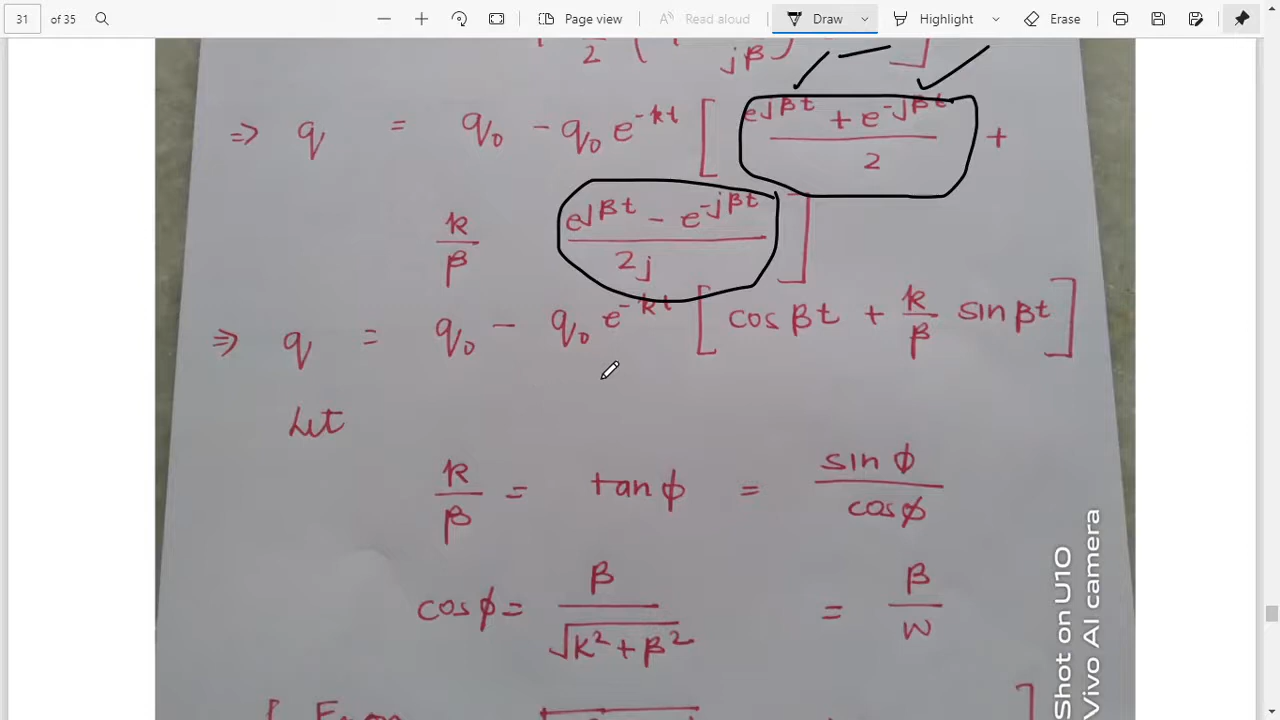 31 of 35 Page view Read aloud Draw Highlight Erase
2 jβ
⇒ q = q₀ - q₀ e^{-kt} [ e^{jβt} + e^{-jβt} / 2 +
k/β e^{jβt} - e^{-jβt} / 2j ]
⇒ q = q₀ - q₀ e^{-kt} [ cos βt + k/β sin βt ]
Let
k/β = tan φ = sin φ / cos φ
cos φ = β / √(k² + β²) = β / w
Shot on U10
Vivo AI camera